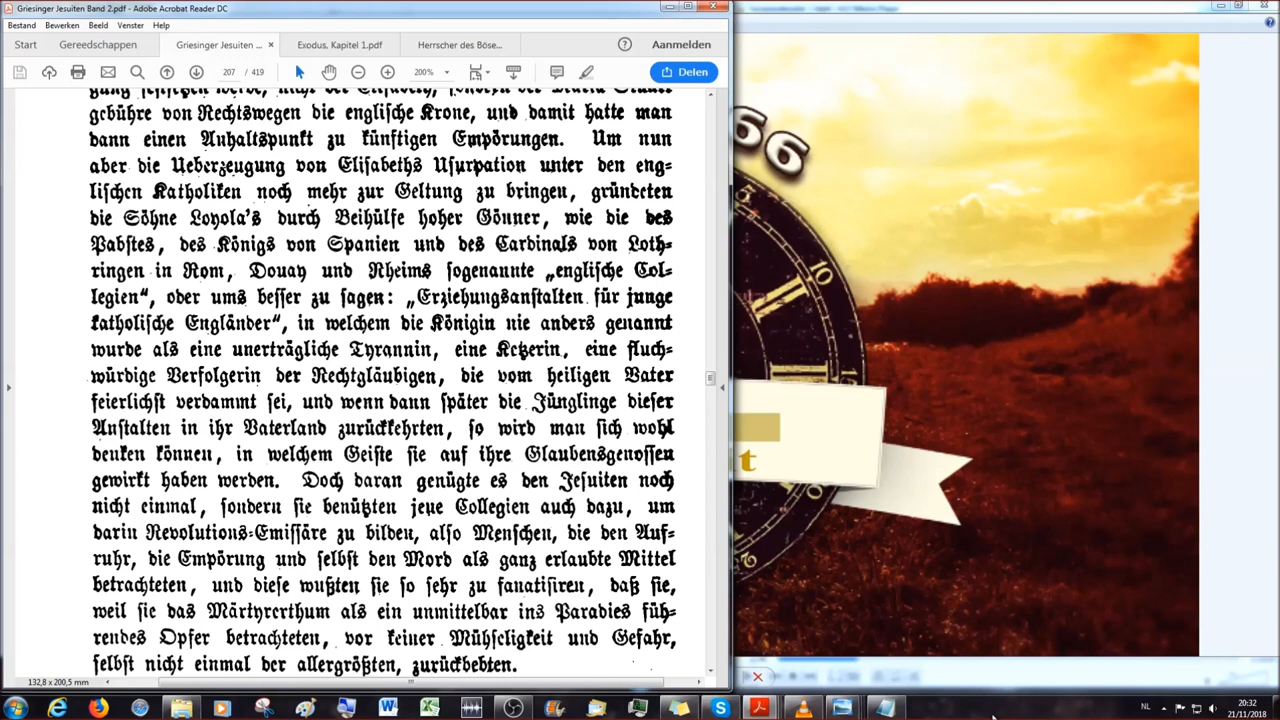 Griesinger Jesuiten Band 2.pdf - Adobe Acrobat Reader DC
Bestand Bewerken Beeld Venster Help
Start Gereedschappen Griesinger Jesuiten ... × Exodus. Kapitel 1.pdf Herrscher des Böse... Aanmelden
207 / 419 200% Delen
gebühre von Rechtswegen die englische Krone, und damit hatte man
dann einen Anhaltspunkt zu künftigen Empörungen. Um nun
aber die Ueberzeugung von Elisabeths Usurpation unter den eng-
lischen Katholiken noch mehr zur Geltung zu bringen, gründeten
die Söhne Loyola's durch Beihülfe hoher Gönner, wie die des
Pabstes, des Königs von Spanien und des Cardinals von Loth-
ringen in Rom, Douay und Rheims sogenannte „englische Col-
legien“, oder ums besser zu sagen: „Erziehungsanstalten für junge
katholische Engländer“, in welchem die Königin nie anders genannt
wurde als eine unerträgliche Tyrannin, eine Ketzerin, eine fluch-
würdige Verfolgerin der Rechtgläubigen, die vom heiligen Vater
feierlichst verdammt sei, und wenn dann später die Jünglinge dieser
Anstalten in ihr Vaterland zurückkehrten, so wird man sich wohl
denken können, in welchem Geiste sie auf ihre Glaubensgenossen
gewirkt haben werden. Doch daran genügte es den Jesuiten noch
nicht einmal, sondern sie benützten jene Collegien auch dazu, um
darin Revolutions-Emissäre zu bilden, also Menschen, die den Auf-
ruhr, die Empörung und selbst den Mord als ganz erlaubte Mittel
betrachteten, und diese wußten sie so sehr zu fanatisiren, daß sie,
weil sie das Märtyrerthum als ein unmittelbar ins Paradies füh-
rendes Opfer betrachteten, vor keiner Mühseligkeit und Gefahr,
selbst nicht einmal der allergrößten, zurückbebten.
132,8 x 200,5 mm
66
5
10
15
t
NL
20:32
21/11/2018